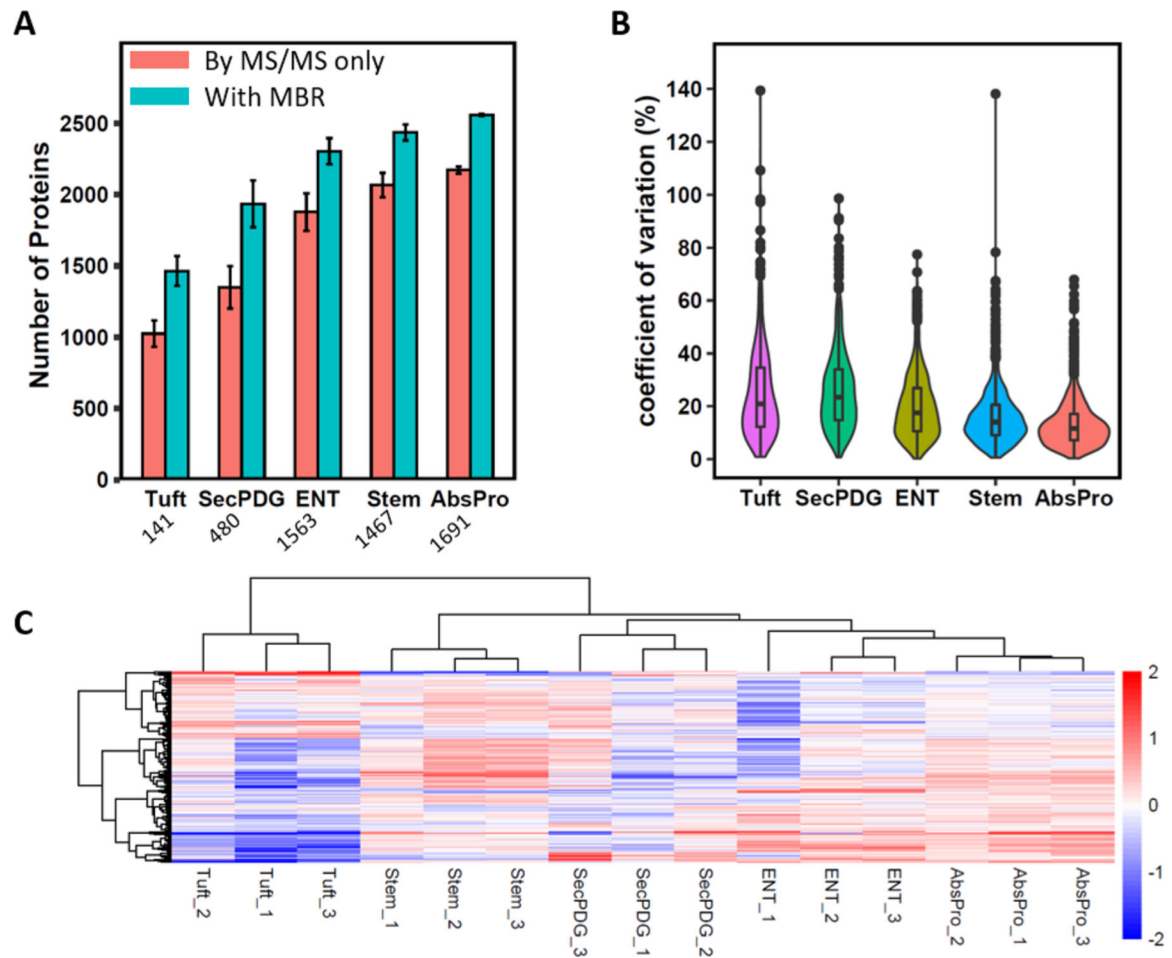 A
By MS/MS only
With MBR
Number of Proteins
2500
2000
1500
1000
500
0
Tuft SecPDG ENT Stem AbsPro
141 480 1563 1467 1691
B
coefficient of variation (%)
140
120
100
80
60
40
20
0
Tuft SecPDG ENT Stem AbsPro
C
2
1
0
-1
-2
Tuft_2
Tuft_1
Tuft_3
Stem_1
Stem_2
Stem_3
SecPDG_3
SecPDG_1
SecPDG_2
ENT_1
ENT_2
ENT_3
AbsPro_2
AbsPro_1
AbsPro_3